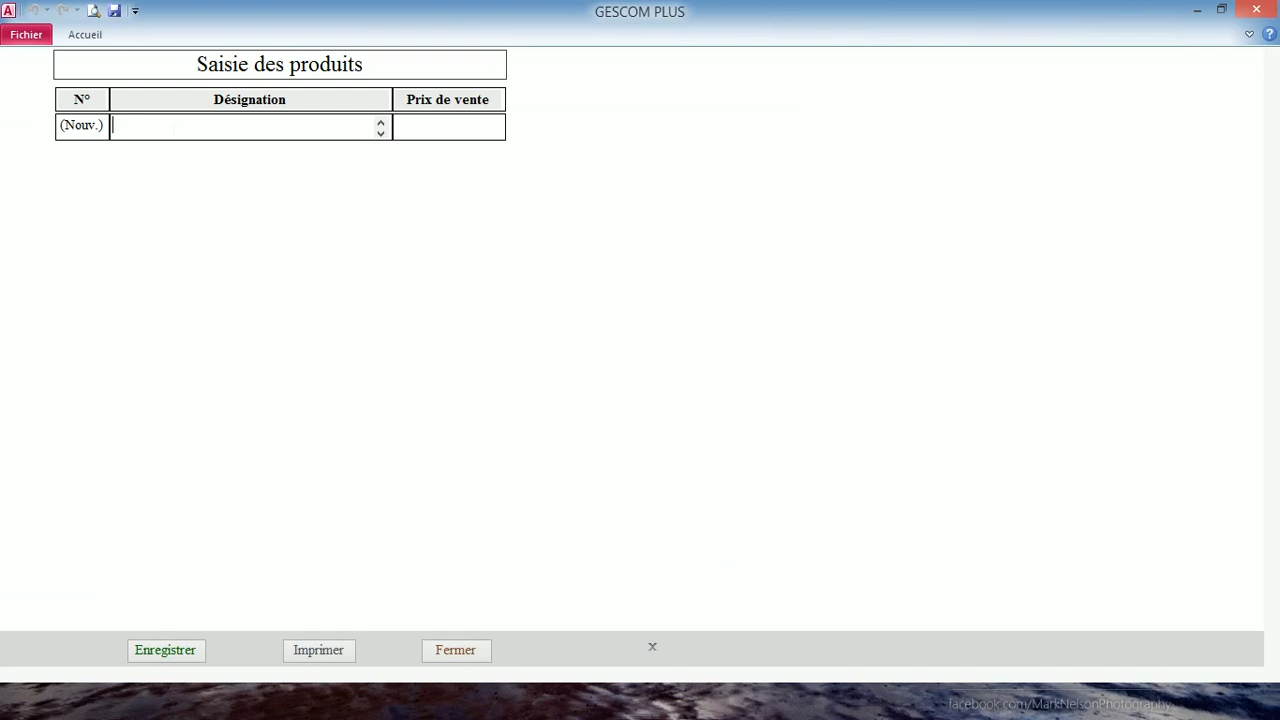 GESCOM PLUS
Fichier Accueil
Saisie des produits
N° Désignation Prix de vente
(Nouv.)
Enregistrer Imprimer Fermer
facebook.com/MarkNelsonPhotography